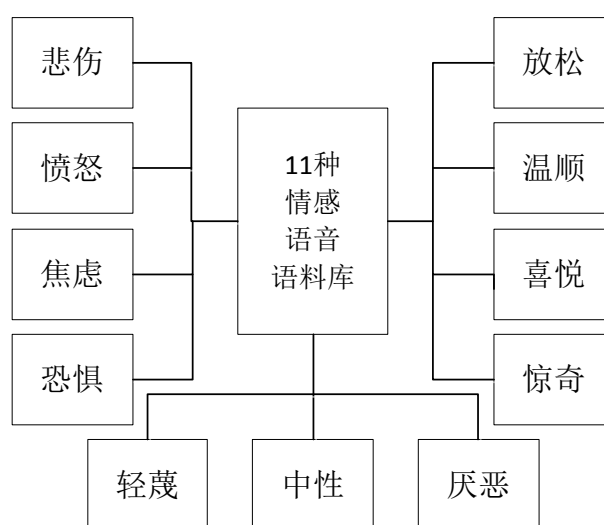 悲伤
愤怒
焦虑
恐惧
11种
情感
语音
语料库
放松
温顺
喜悦
惊奇
轻蔑
中性
厌恶